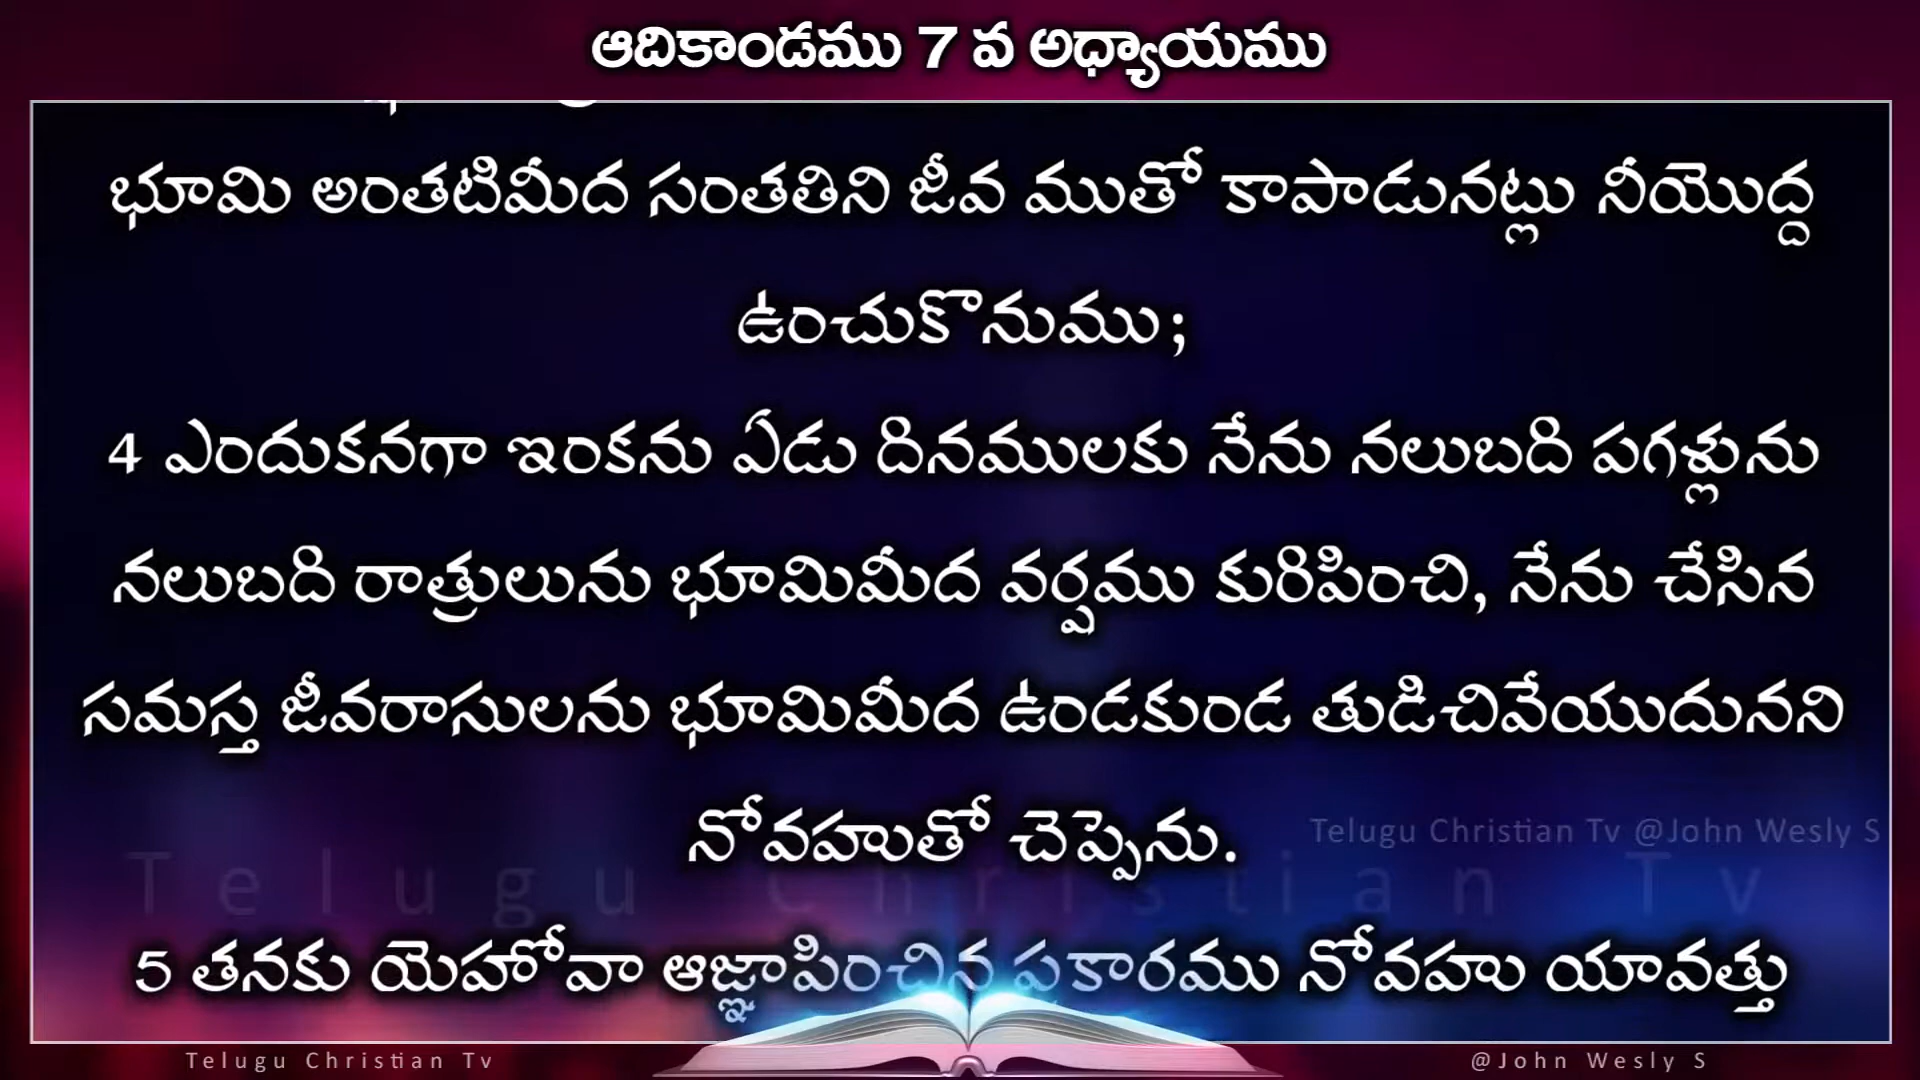 ఆదికాండము 7 వ అధ్యాయము
భూమి అంతటిమీద సంతతిని జీవ ముతో కాపాడునట్లు నీయొద్ద
ఉంచుకొనుము;
4 ఎందుకనగా ఇంకను ఏడు దినములకు నేను నలుబది పగళ్లును
నలుబది రాత్రులును భూమిమీద వర్షము కురిపించి, నేను చేసిన
సమస్త జీవరాసులను భూమిమీద ఉండకుండ తుడిచివేయుదునని
నోవహుతో చెప్పెను.
Telugu Christian Tv @John Wesly S
Telugu Christian Tv
5 తనకు యెహోవా ఆజ్ఞాపించిన ప్రకారము నోవహు యావత్తు
Telugu Christian Tv
@John Wesly S